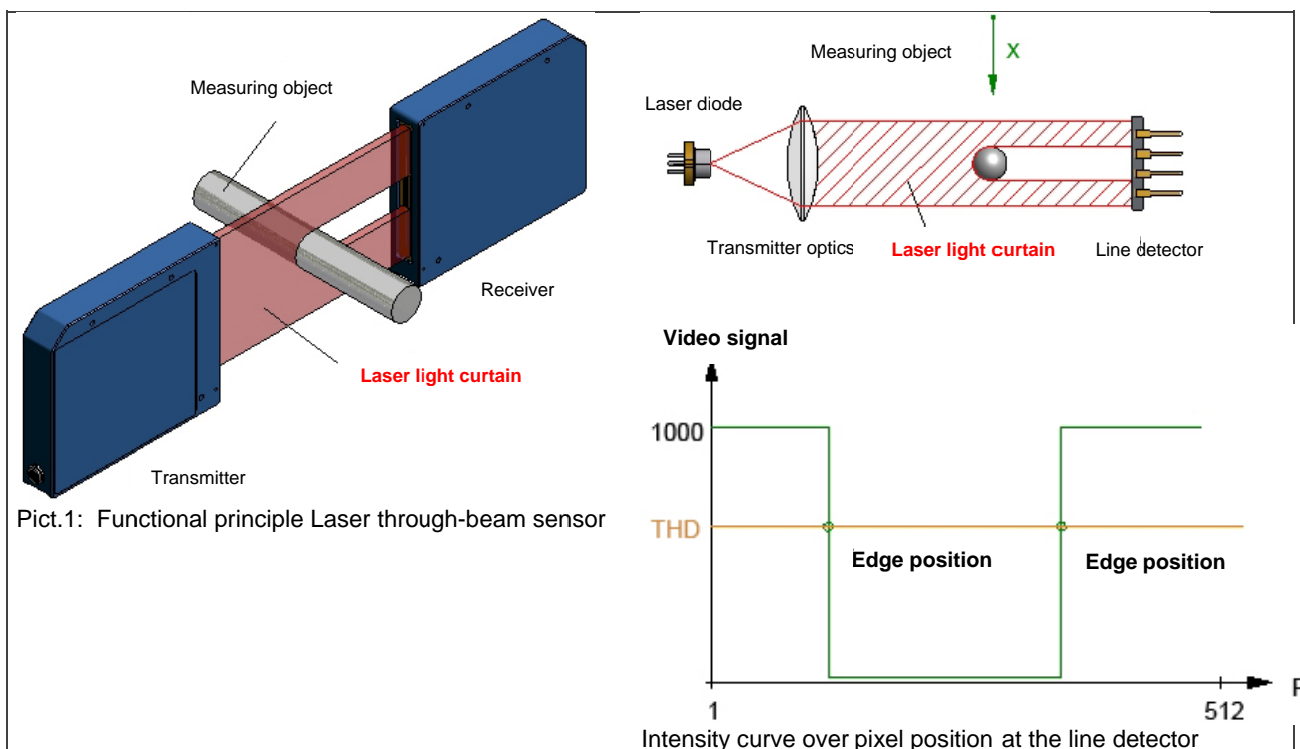 Measuring object
Laser light curtain
Receiver
Transmitter
Pict.1: Functional principle Laser through-beam sensor
Measuring object
X
Laser diode
Transmitter optics
Laser light curtain
Line detector
Video signal
1000
THD
Edge position
Edge position
1
512
Intensity curve over pixel position at the line detector